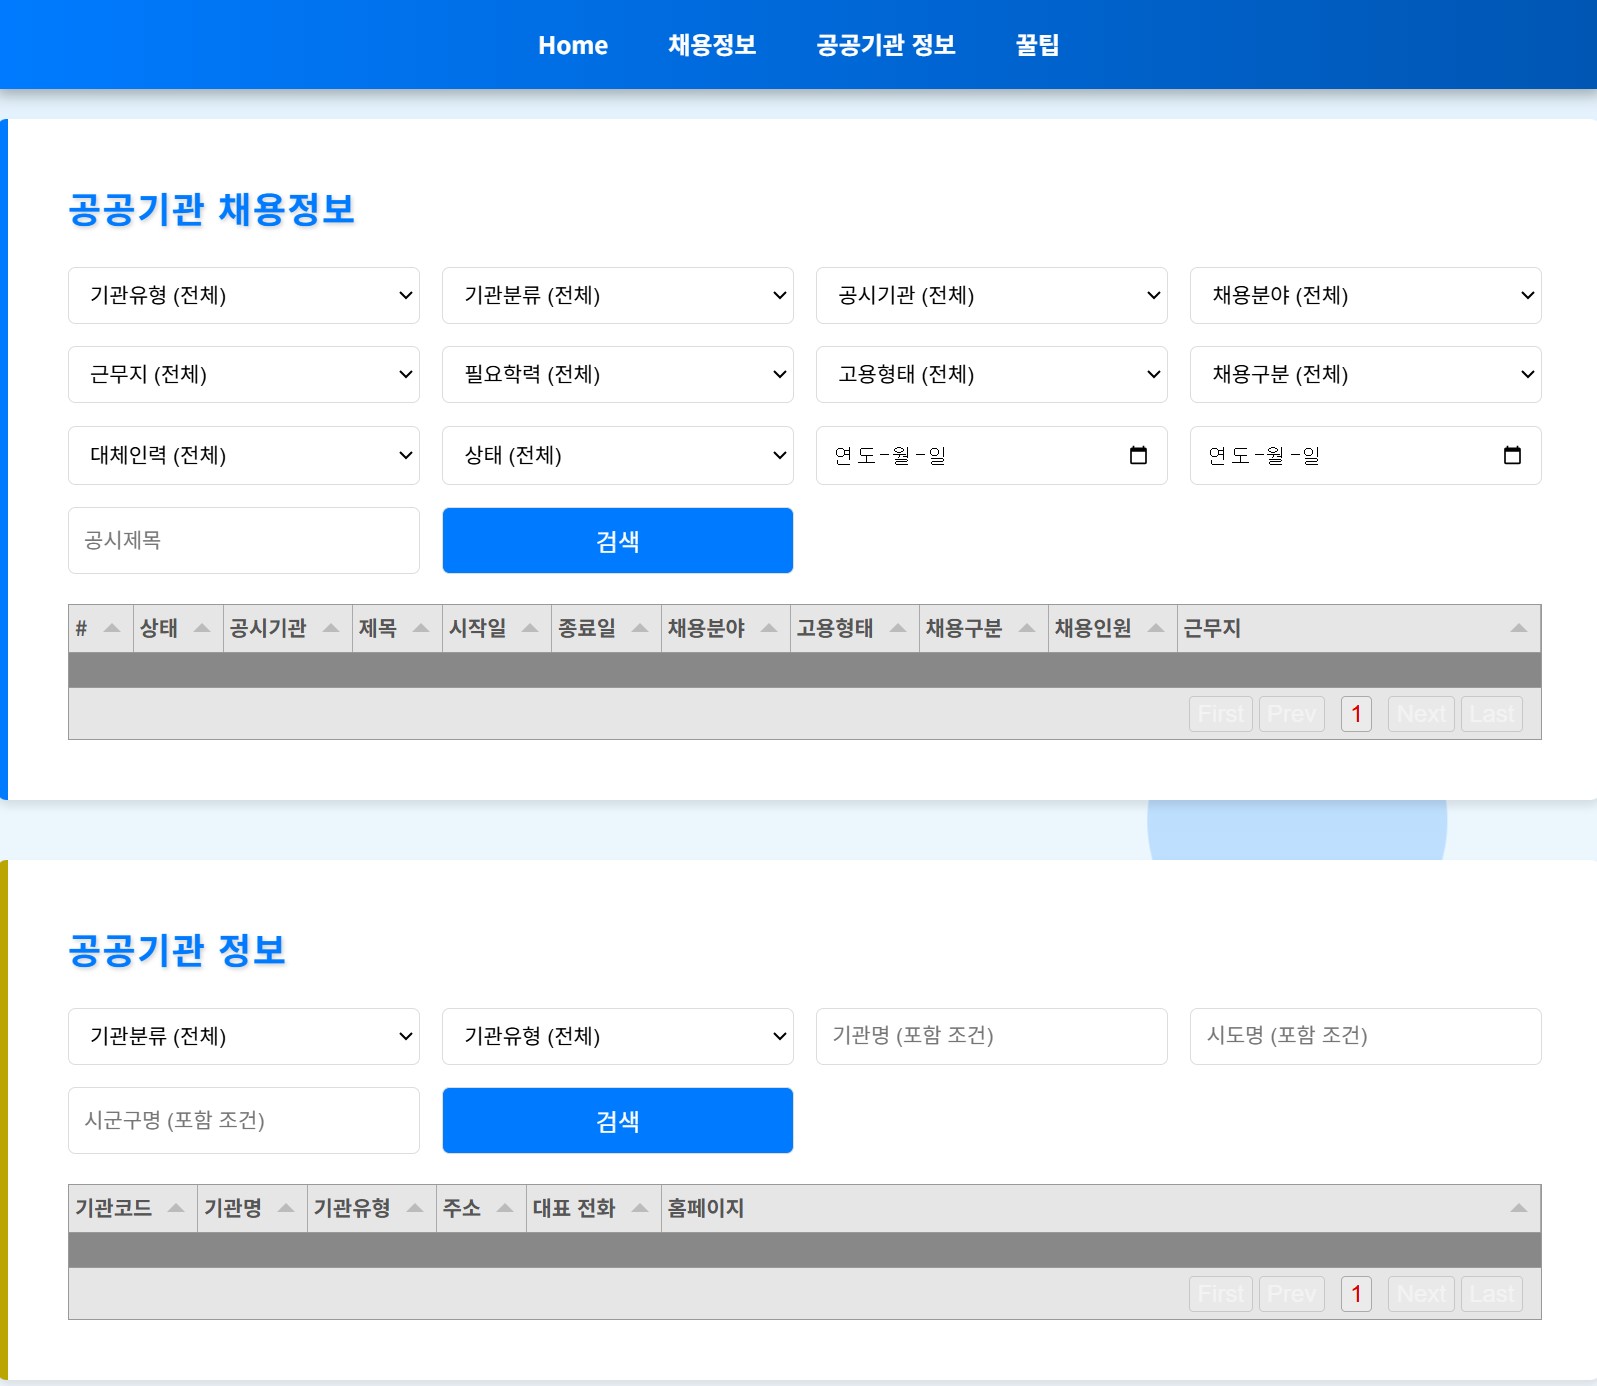 Home 채용정보 공공기관 정보 꿀팁
공공기관 채용정보
기관유형 (전체) 기관분류 (전체) 공시기관 (전체) 채용분야 (전체)
근무지 (전체) 필요학력 (전체) 고용형태 (전체) 채용구분 (전체)
대체인력 (전체) 상태 (전체) 연도-월-일 연도-월-일
공시제목 검색
# 상태 공시기관 제목 시작일 종료일 채용분야 고용형태 채용구분 채용인원 근무지
First Prev 1 Next Last
공공기관 정보
기관분류 (전체) 기관유형 (전체) 기관명 (포함 조건) 시도명 (포함 조건)
시군구명 (포함 조건) 검색
기관코드 기관명 기관유형 주소 대표 전화 홈페이지
First Prev 1 Next Last